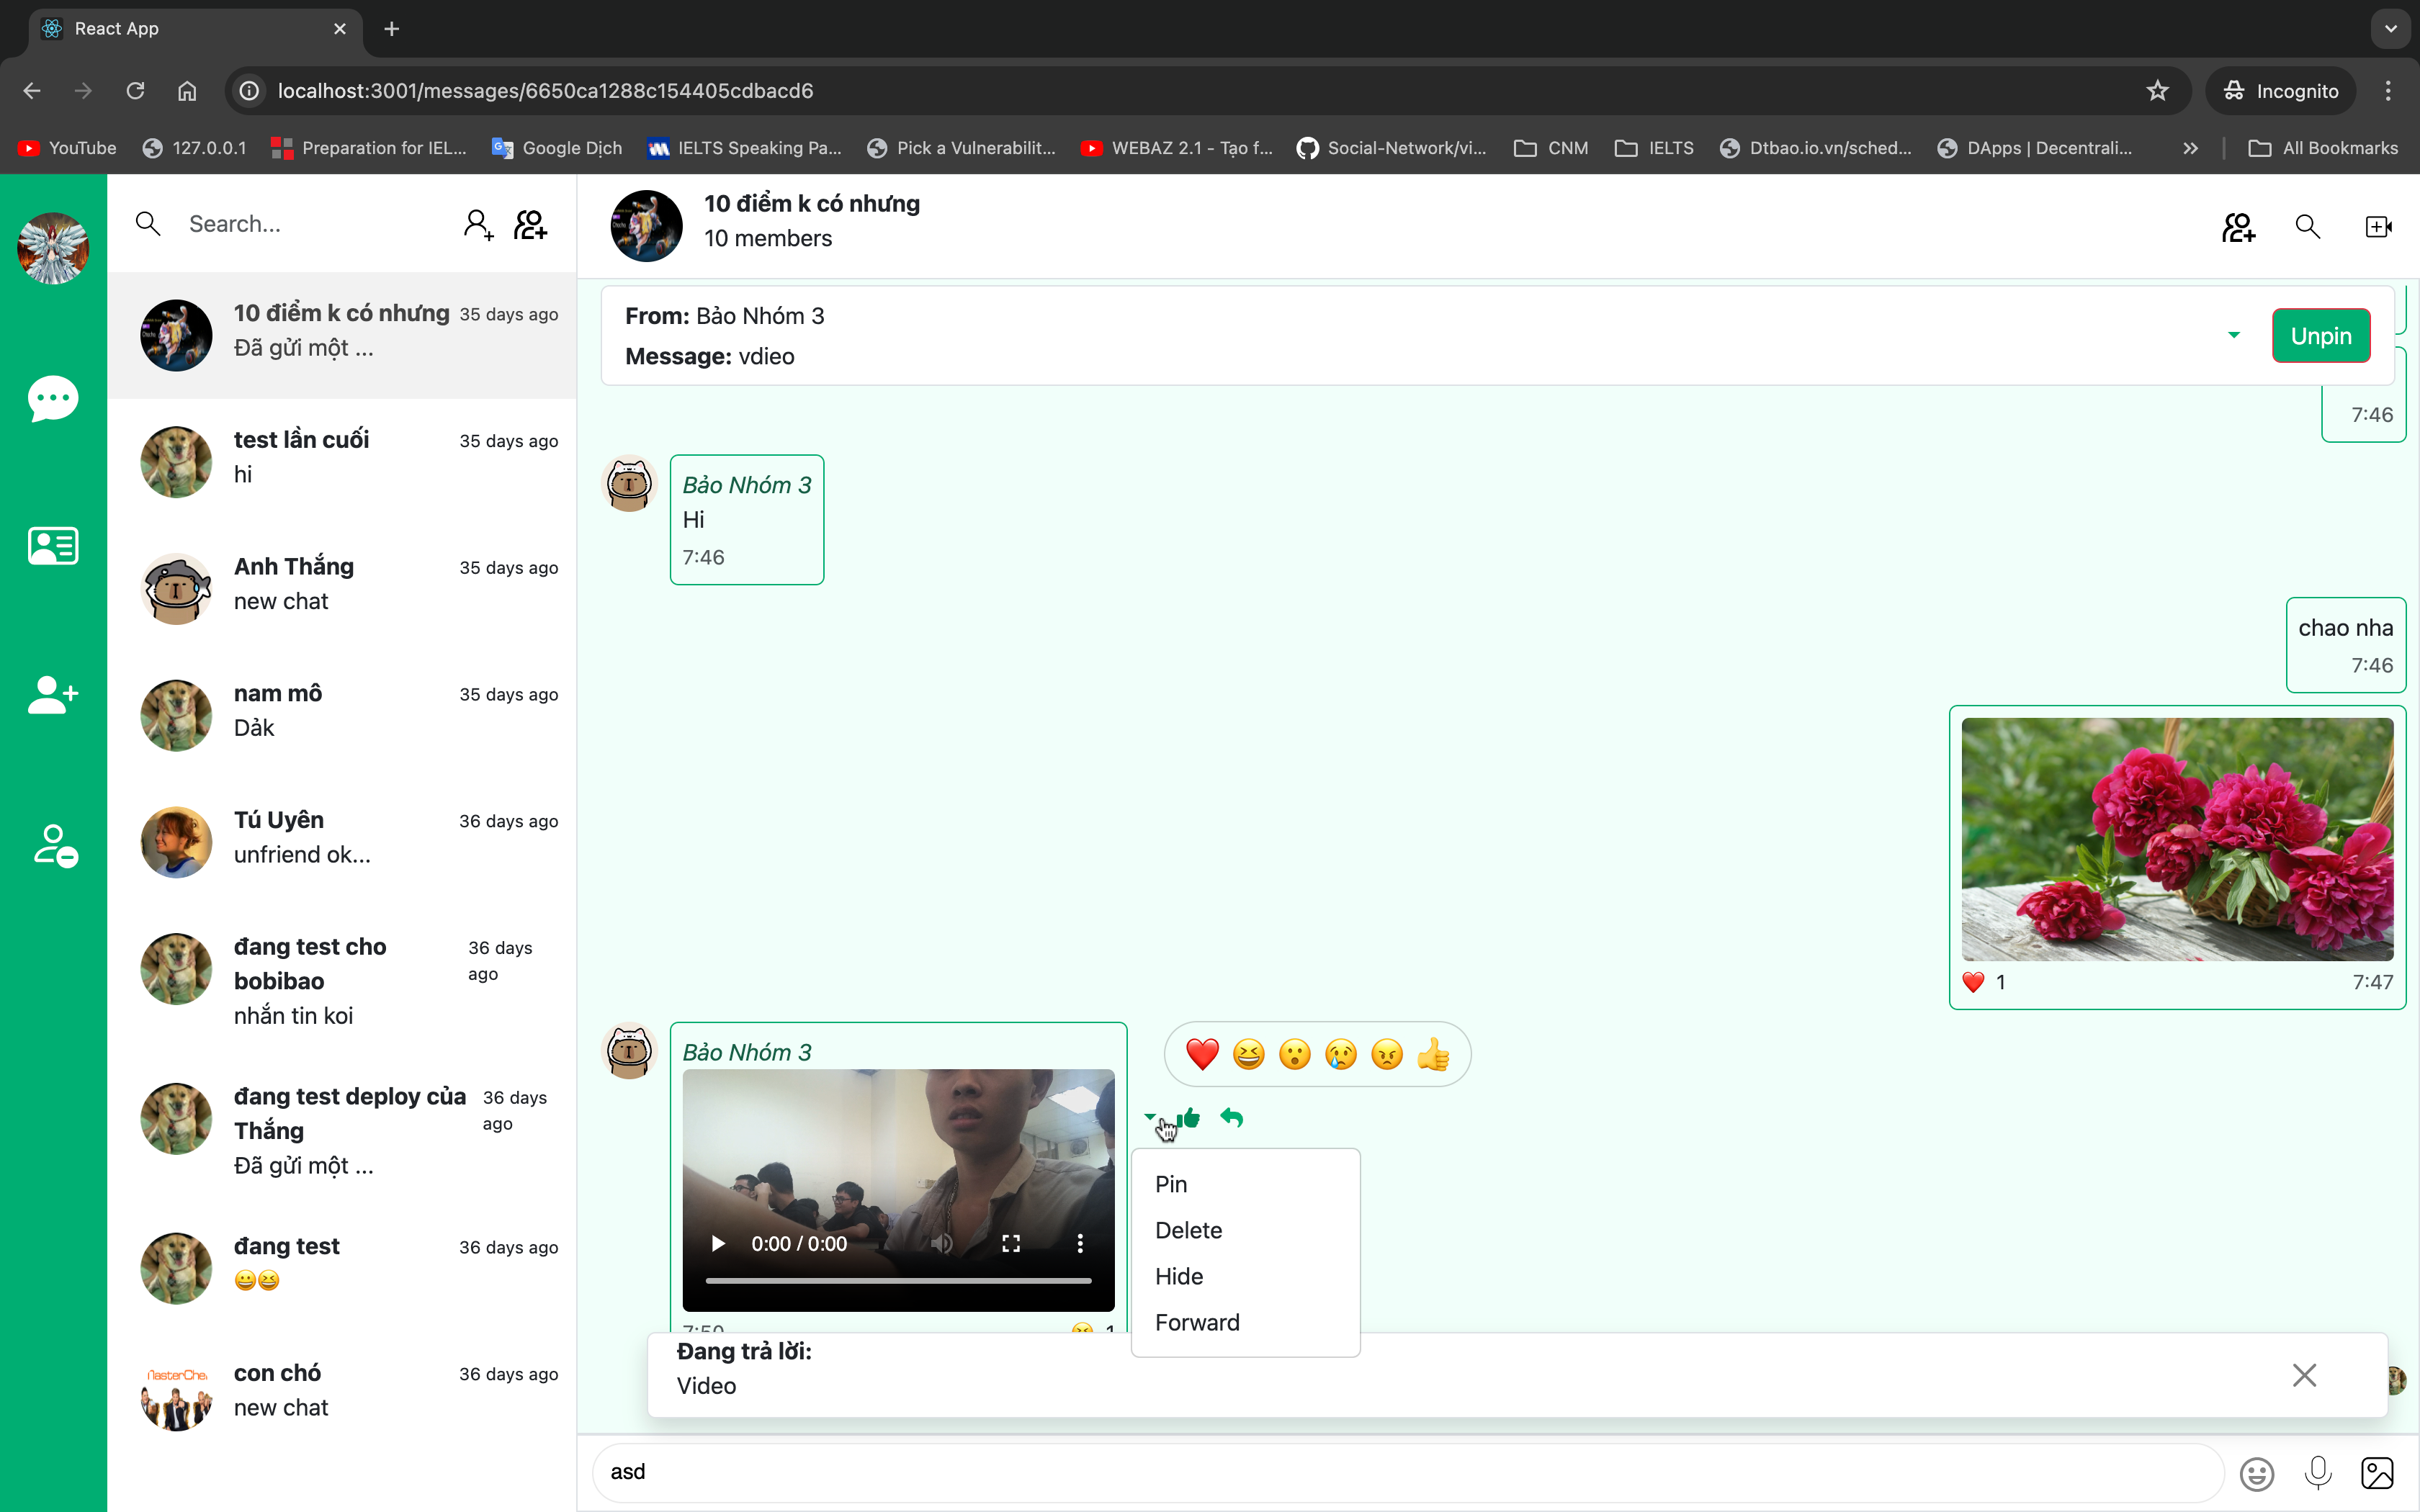 React App
localhost:3001/messages/6650ca1288c154405cdbacd6
Incognito
YouTube
127.0.0.1
Preparation for IEL...
Google Dịch
IELTS Speaking Pa...
Pick a Vulnerabilit...
WEBAZ 2.1 - Tạo f...
Social-Network/vi...
CNM
IELTS
Dtbao.io.vn/sched...
DApps | Decentrali...
All Bookmarks
Search...
10 điểm k có nhưng 35 days ago
Đã gửi một ...
test lần cuối 35 days ago
hi
Anh Thắng 35 days ago
new chat
nam mô 35 days ago
Dảk
Tú Uyên 36 days ago
unfriend ok...
đang test cho bobibao 36 days ago
nhắn tin koi
đang test deploy của Thắng 36 days ago
Đã gửi một ...
đang test 36 days ago
😀😆
con chó 36 days ago
new chat
10 điểm k có nhưng
10 members
From: Bảo Nhóm 3
Message: vdieo
Unpin
7:46
Bảo Nhóm 3
Hi
7:46
chao nha
7:46
❤️ 1 7:47
Bảo Nhóm 3
0:00 / 0:00
7:50 1
Pin
Delete
Hide
Forward
Đang trả lời:
Video
asd